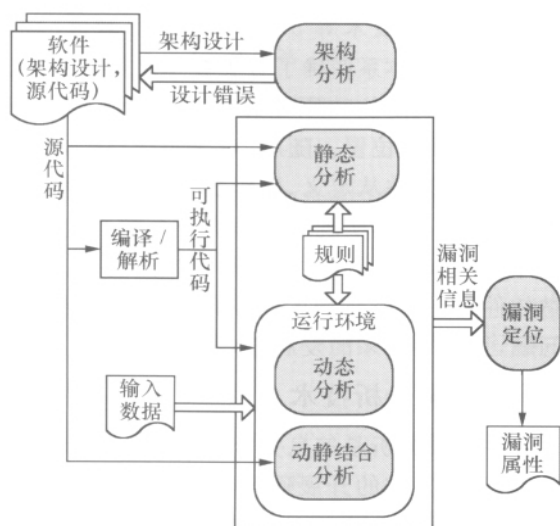 软件
(架构设计,
源代码)
架构设计
设计错误
架构
分析
源代码
静态
分析
可执行代码
编译/
解析
规则
漏洞
相关
信息
运行环境
漏洞
定位
动态
分析
输入
数据
动静结合
分析
漏洞
属性